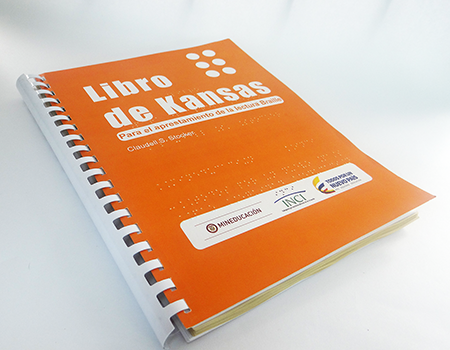 Libro
de Kansas
Para el aprestamiento de la lectura Braille
Claudell S. Stocker
MINEDUCACIÓN
INCI
TODOS POR UN
NUEVO PAÍS